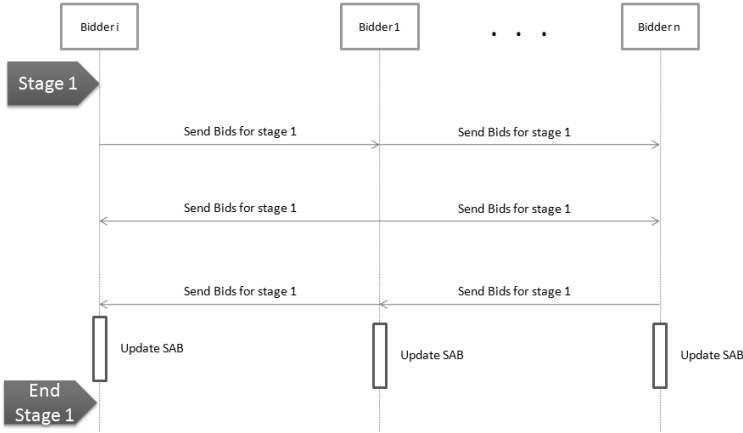 Bidder i
Bidder 1
. . .
Bidder n
Stage 1
Send Bids for stage 1
Send Bids for stage 1
Send Bids for stage 1
Send Bids for stage 1
Send Bids for stage 1
Send Bids for stage 1
Update SAB
Update SAB
Update SAB
End
Stage 1